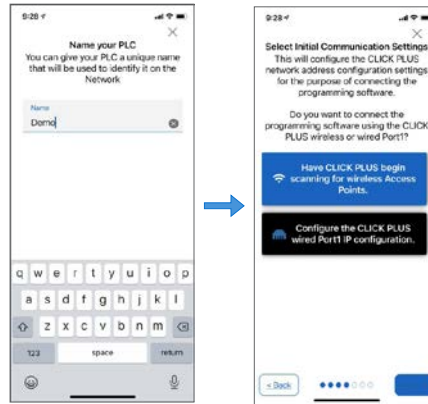 9:28
Name your PLC
You can give your PLC a unique name
that will be used to identify it on the
Network
Name
Demo
q w e r t y u i o p
a s d f g h j k l
z x c v b n m
123 space return
9:28
Select Initial Communication Settings
This will configure the CLICK PLUS
network address configuration settings
for the purpose of connecting the
programming software.
Do you want to connect the
programming software using the CLICK
PLUS wireless or wired Port1?
Have CLICK PLUS begin
scanning for wireless Access
Points.
Configure the CLICK PLUS
wired Port1 IP configuration.
< Back